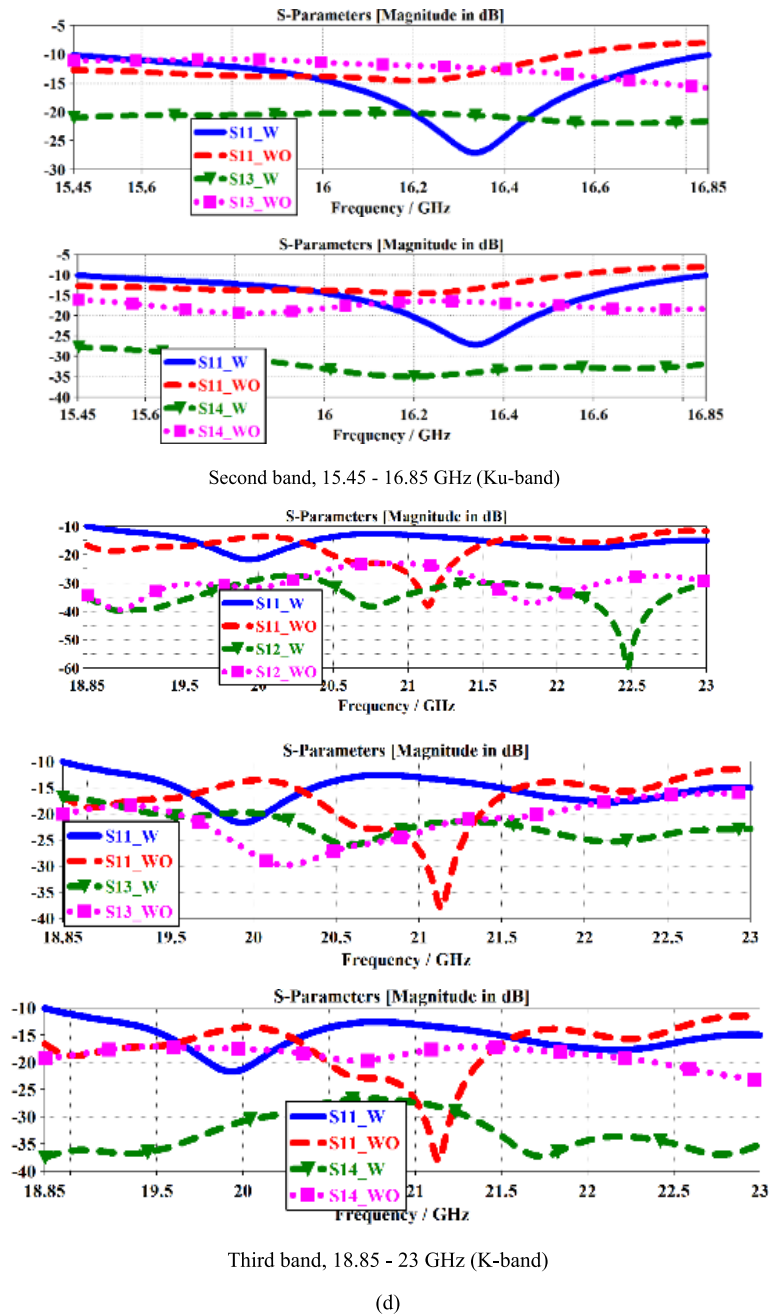 S-Parameters [Magnitude in dB]
-5
-10
-15
-20
-25
-30
S11_W
S11_WO
S13_W
S13_WO
15.45 15.6 16 16.2 16.4 16.6 16.85
Frequency / GHz
S-Parameters [Magnitude in dB]
-5
-10
-15
-20
-25
-30
-35
-40
S11_W
S11_WO
S14_W
S14_WO
15.45 15.6 16 16.2 16.4 16.6 16.85
Frequency / GHz
Second band, 15.45 - 16.85 GHz (Ku-band)
S-Parameters [Magnitude in dB]
-10
-20
-30
-40
-50
-60
S11_W
S11_WO
S12_W
S12_WO
18.85 19.5 20 20.5 21 21.5 22 22.5 23
Frequency / GHz
S-Parameters [Magnitude in dB]
-10
-15
-20
-25
-30
-35
-40
S11_W
S11_WO
S13_W
S13_WO
18.85 19.5 20 20.5 21 21.5 22 22.5 23
Frequency / GHz
S-Parameters [Magnitude in dB]
-10
-15
-20
-25
-30
-35
-40
S11_W
S11_WO
S14_W
S14_WO
18.85 19.5 20 21 21.5 22 22.5 23
Frequency / GHz
Third band, 18.85 - 23 GHz (K-band)
(d)